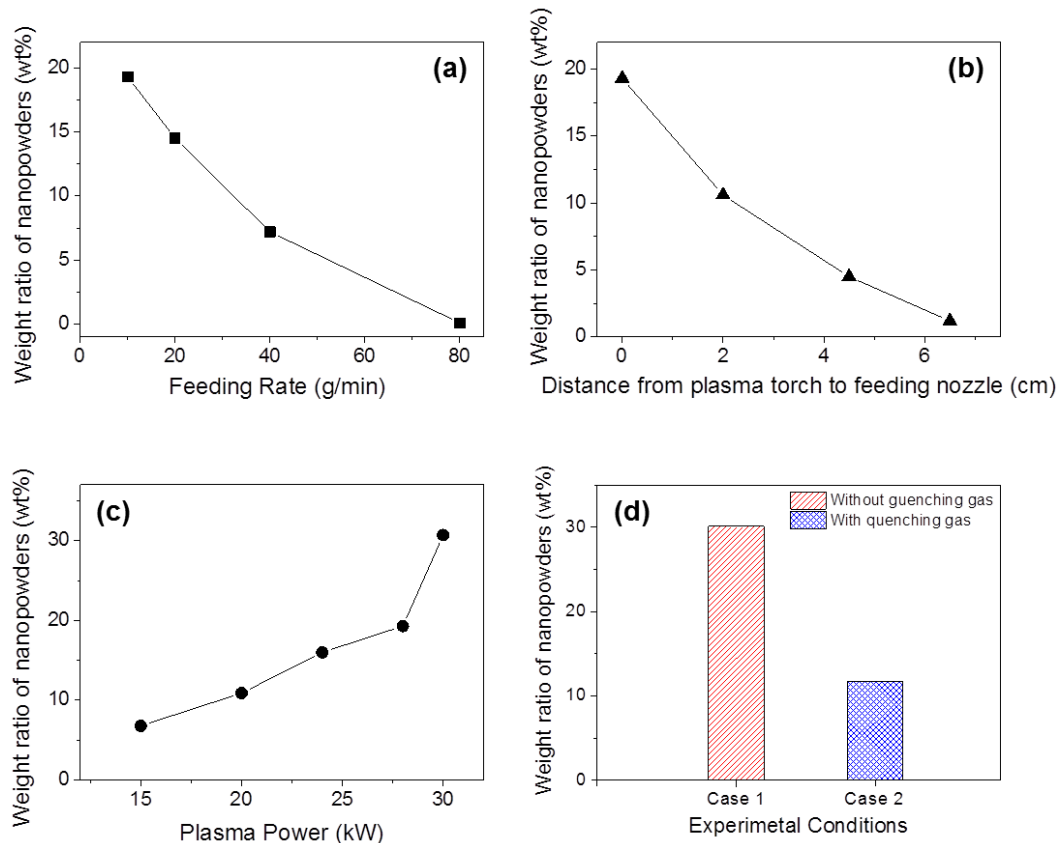 Weight ratio of nanopowders (wt%)
20
15
10
5
0
(a)
0
20
40
60
80
Feeding Rate (g/min)
Weight ratio of nanopowders (wt%)
20
15
10
5
0
(b)
0
2
4
6
Distance from plasma torch to feeding nozzle (cm)
Weight ratio of nanopowders (wt%)
30
20
10
0
(c)
15
20
25
30
Plasma Power (kW)
Weight ratio of nanopowders (wt%)
30
20
10
0
(d)
Without guenching gas
With quenching gas
Case 1
Case 2
Experimetal Conditions